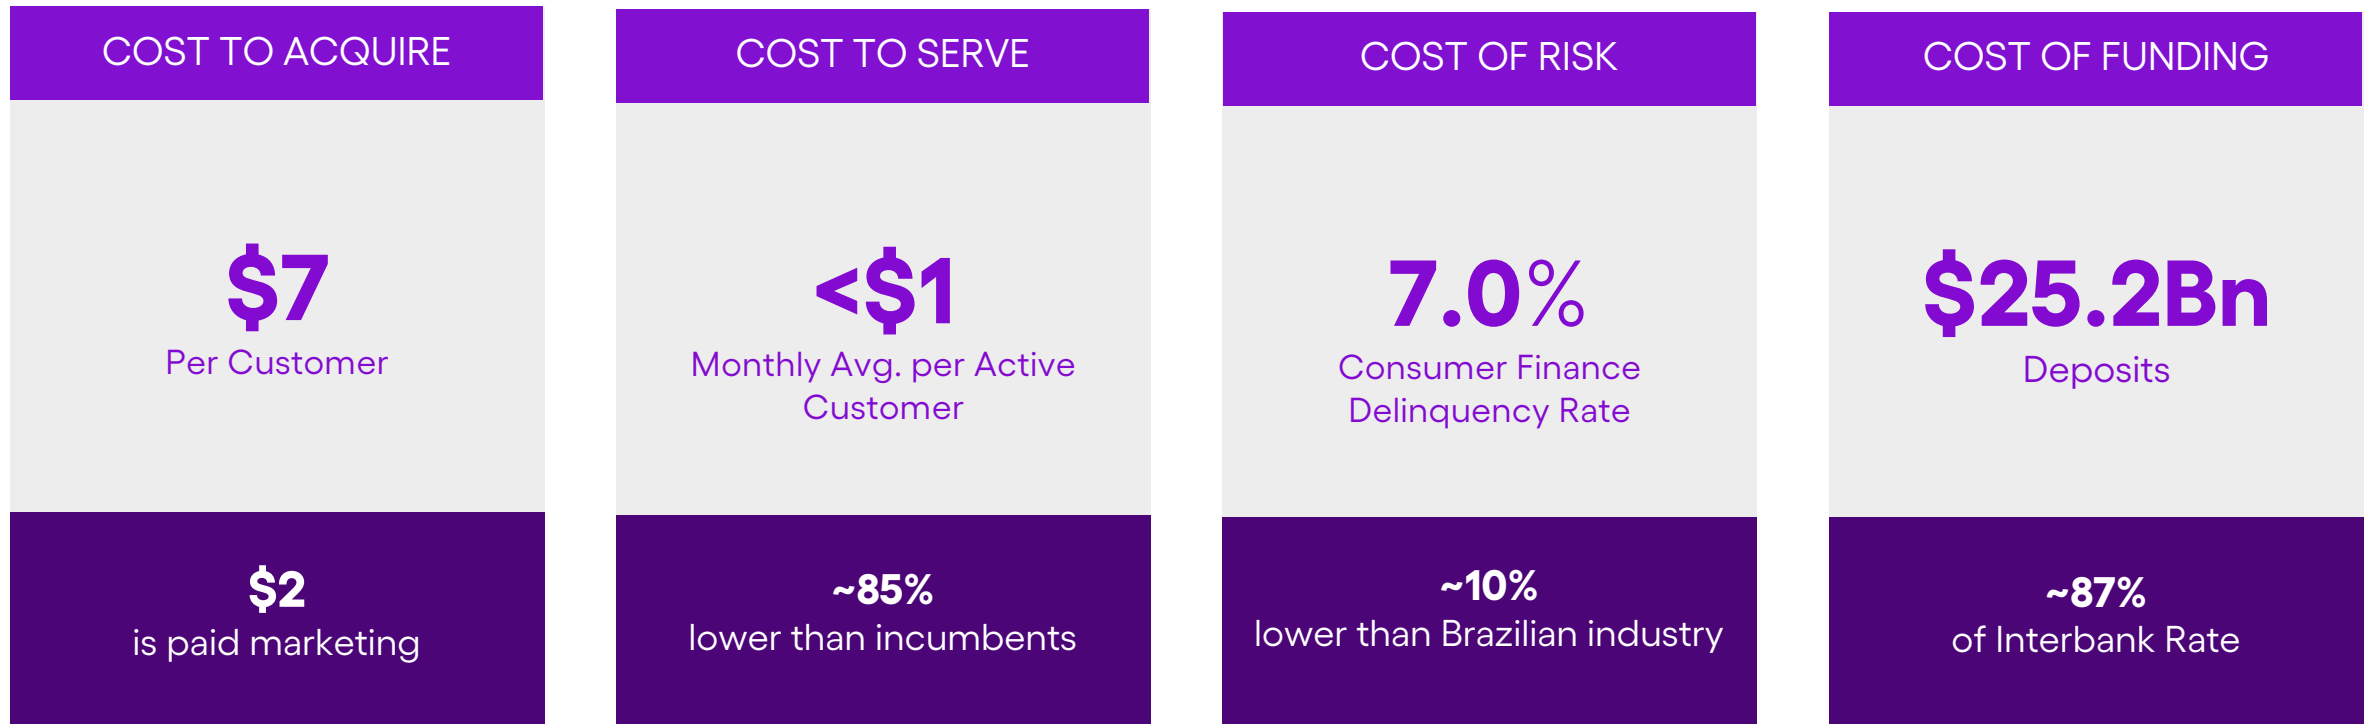 COST TO ACQUIRE
$7
Per Customer
$2
is paid marketing
COST TO SERVE
<$1
Monthly Avg. per Active
Customer
~85%
lower than incumbents
COST OF RISK
7.0%
Consumer Finance
Delinquency Rate
~10%
lower than Brazilian industry
COST OF FUNDING
$25.2Bn
Deposits
~87%
of Interbank Rate